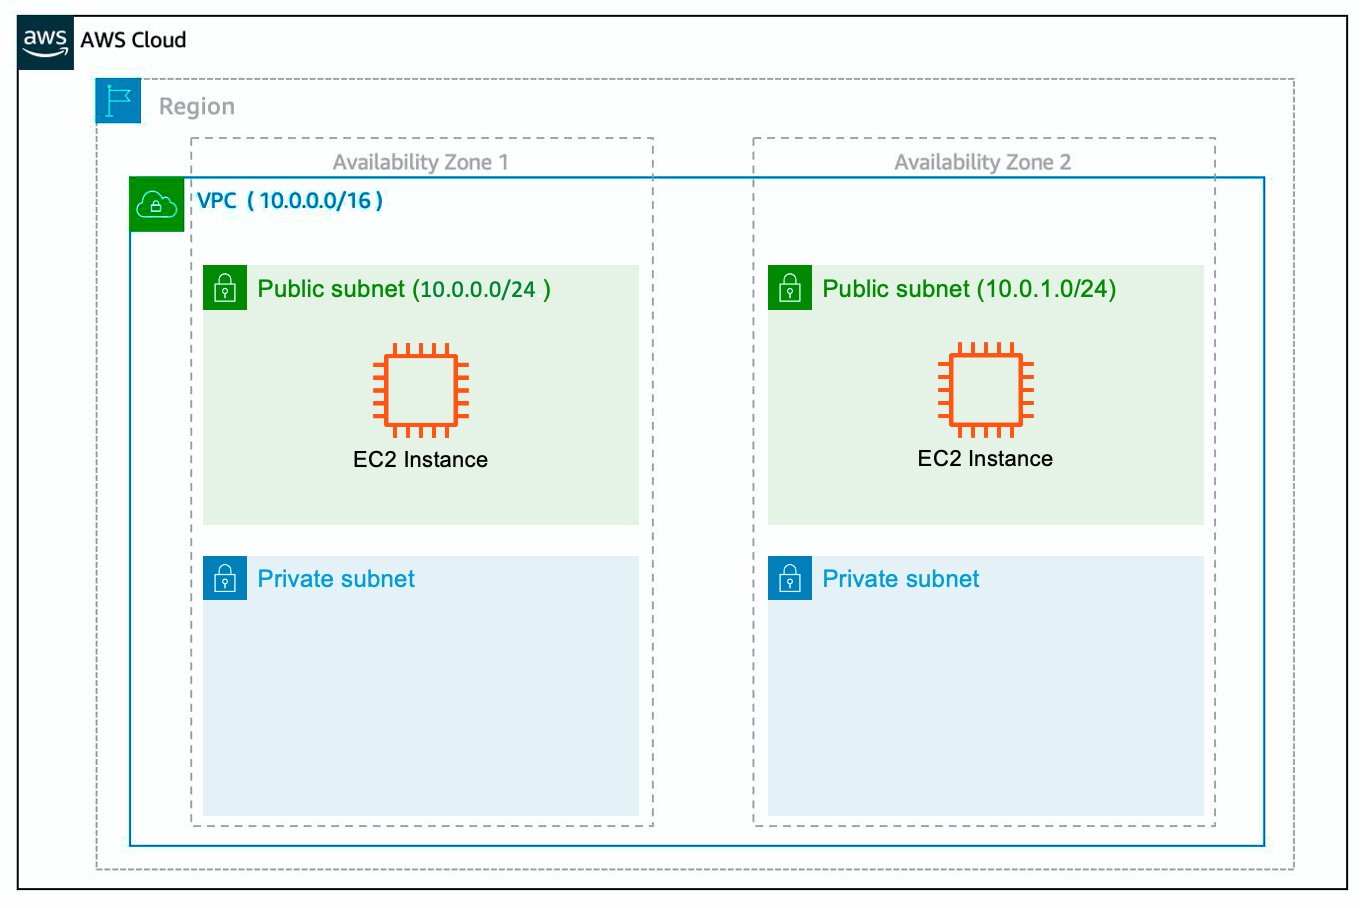 aws
AWS Cloud
Region
Availability Zone 1
Availability Zone 2
VPC ( 10.0.0.0/16 )
Public subnet (10.0.0.0/24 )
Public subnet (10.0.1.0/24)
EC2 Instance
EC2 Instance
Private subnet
Private subnet